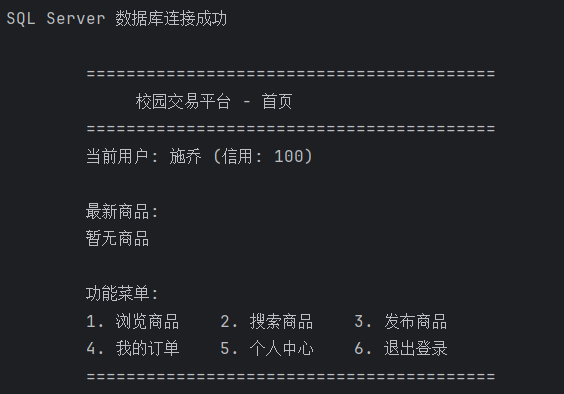 SQL Server 数据库连接成功
=========================================
校园交易平台 - 首页
=========================================
当前用户: 施乔 (信用: 100)
最新商品:
暂无商品
功能菜单:
1. 浏览商品    2. 搜索商品    3. 发布商品
4. 我的订单    5. 个人中心    6. 退出登录
=========================================